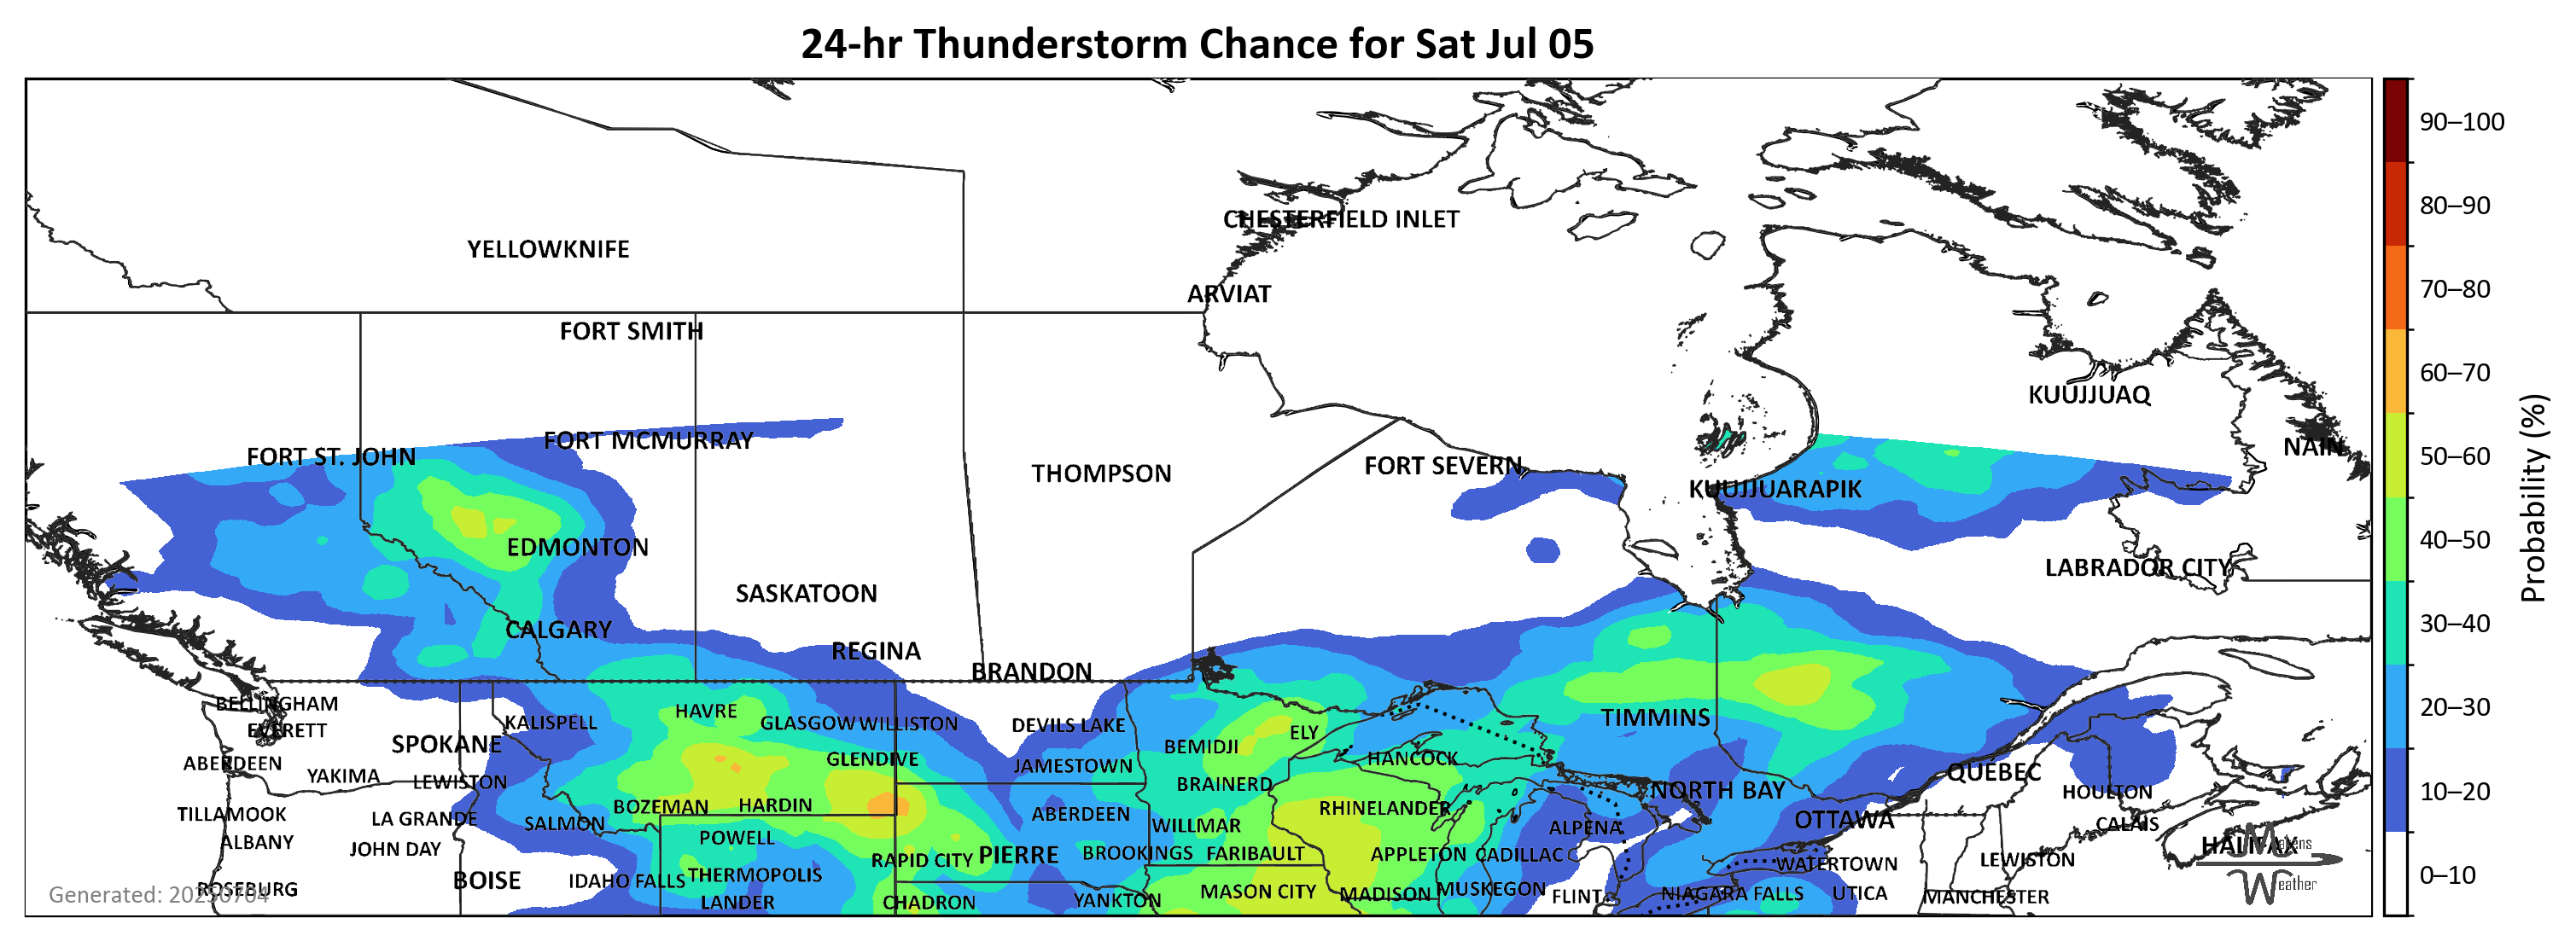 24-hr Thunderstorm Chance for Sat Jul 05
90–100
80–90
CHESTERFIELD INLET
YELLOWKNIFE
70–80
ARVIAT
FORT SMITH
60–70
KUUJJUAQ
FORT MCMURRAY
NAIN
FORT ST. JOHN
50–60
FORT SEVERN
THOMPSON
KUUJJUARAPIK
Probability (%)
40–50
EDMONTON
LABRADOR CITY
SASKATOON
30–40
CALGARY
REGINA
BRANDON
BELLINGHAM
HAVRE
20–30
KALISPELL
GLASGOW
WILLISTON
DEVILS LAKE
TIMMINS
EVERETT
ELY
SPOKANE
BEMIDJI
HANCOCK
GLENDIVE
ABERDEEN
JAMESTOWN
QUEBEC
YAKIMA
LEWISTON
BRAINERD
NORTH BAY
HOULTON
10–20
BOZEMAN
HARDIN
RHINELANDER
TILLAMOOK
LA GRANDE
ABERDEEN
OTTAWA
SALMON
WILLMAR
ALPENA
CALAIS
POWELL
ALBANY
JOHN DAY
HALIFAX
Makens
BROOKINGS
FARIBAULT
APPLETON
CADILLAC
PIERRE
RAPID CITY
LEWISTON
WATERTOWN
THERMOPOLIS
0–10
BOISE
IDAHO FALLS
Weather
Generamed: 20250704
ROSEBURG
MASON CITY
MADISON
MUSKEGON
NIAGARA FALLS
UTICA
FLINT
MANCHESTER
LANDER
CHADRON
YANKTON